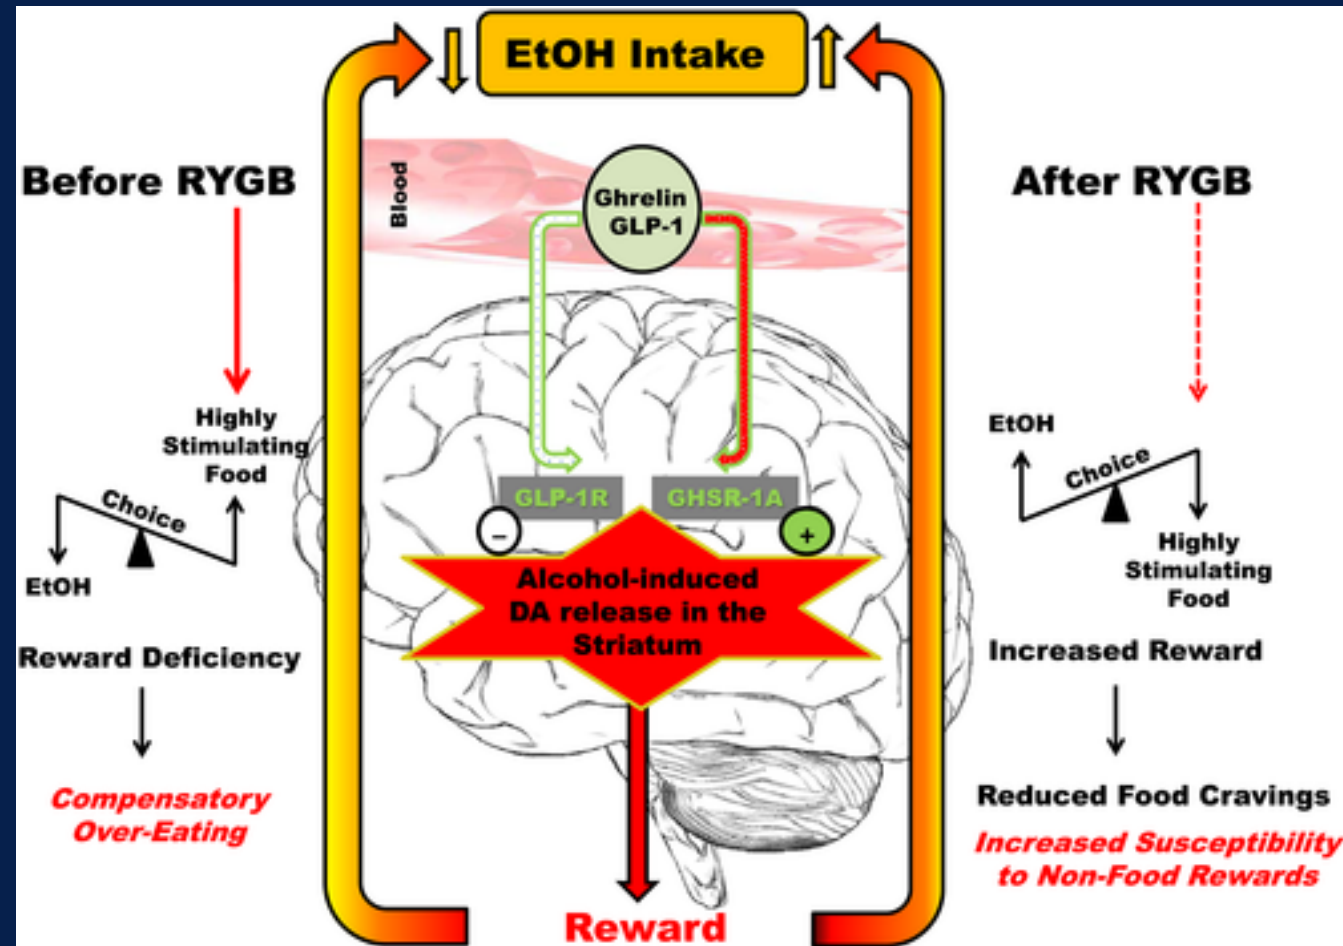 EtOH Intake
Before RYGB
Blood
Ghrelin
GLP-1
After RYGB
Highly
Stimulating
Food
Choice
EtOH
Reward Deficiency
Compensatory
Over-Eating
GLP-1R
GHSR-1A
–
+
Alcohol-induced
DA release in the
Striatum
Reward
EtOH
Choice
Highly
Stimulating
Food
Increased Reward
Reduced Food Cravings
Increased Susceptibility
to Non-Food Rewards